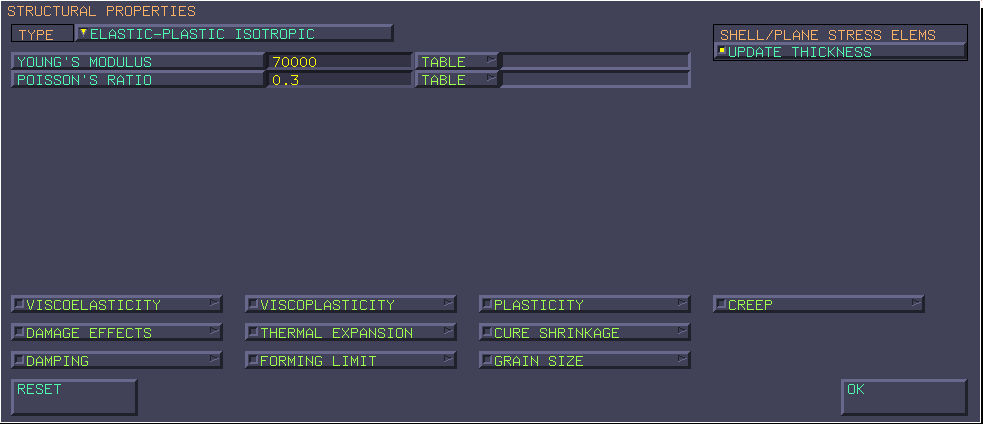 STRUCTURAL PROPERTIES
TYPE ELASTIC-PLASTIC ISOTROPIC
SHELL/PLANE STRESS ELEMS
UPDATE THICKNESS
YOUNG'S MODULUS 70000 TABLE
POISSON'S RATIO 0.3 TABLE
VISCOELASTICITY VISCOPLASTICITY PLASTICITY CREEP
DAMAGE EFFECTS THERMAL EXPANSION CURE SHRINKAGE
DAMPING FORMING LIMIT GRAIN SIZE
RESET OK